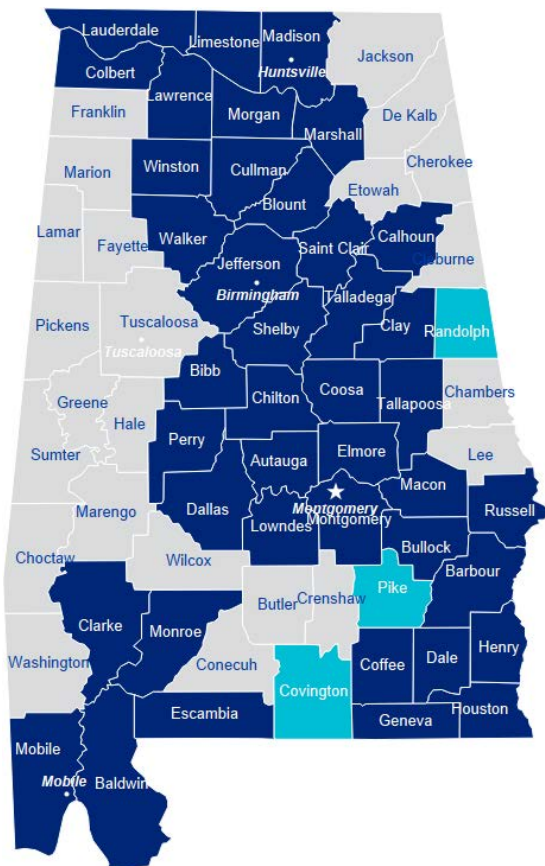 Lauderdale
Limestone
Madison
Huntsville
Jackson
Colbert
Lawrence
Franklin
Morgan
Marshall
De Kalb
Cherokee
Marion
Winston
Cullman
Etowah
Blount
Lamar
Fayette
Walker
Saint Clair
Calhoun
Cleburne
Jefferson
Birmingham
Talladega
Pickens
Tuscaloosa
Tuscaloosa
Shelby
Clay
Randolph
Bibb
Greene
Hale
Chilton
Coosa
Tallapoosa
Chambers
Perry
Sumter
Autauga
Elmore
Lee
Marengo
Dallas
Lowndes
Montgomery
Montgomery
Macon
Russell
Choctaw
Wilcox
Bullock
Barbour
Butler
Crenshaw
Pike
Clarke
Monroe
Washington
Conecuh
Covington
Coffee
Dale
Henry
Escambia
Geneva
Houston
Mobile
Mobile
Baldwin